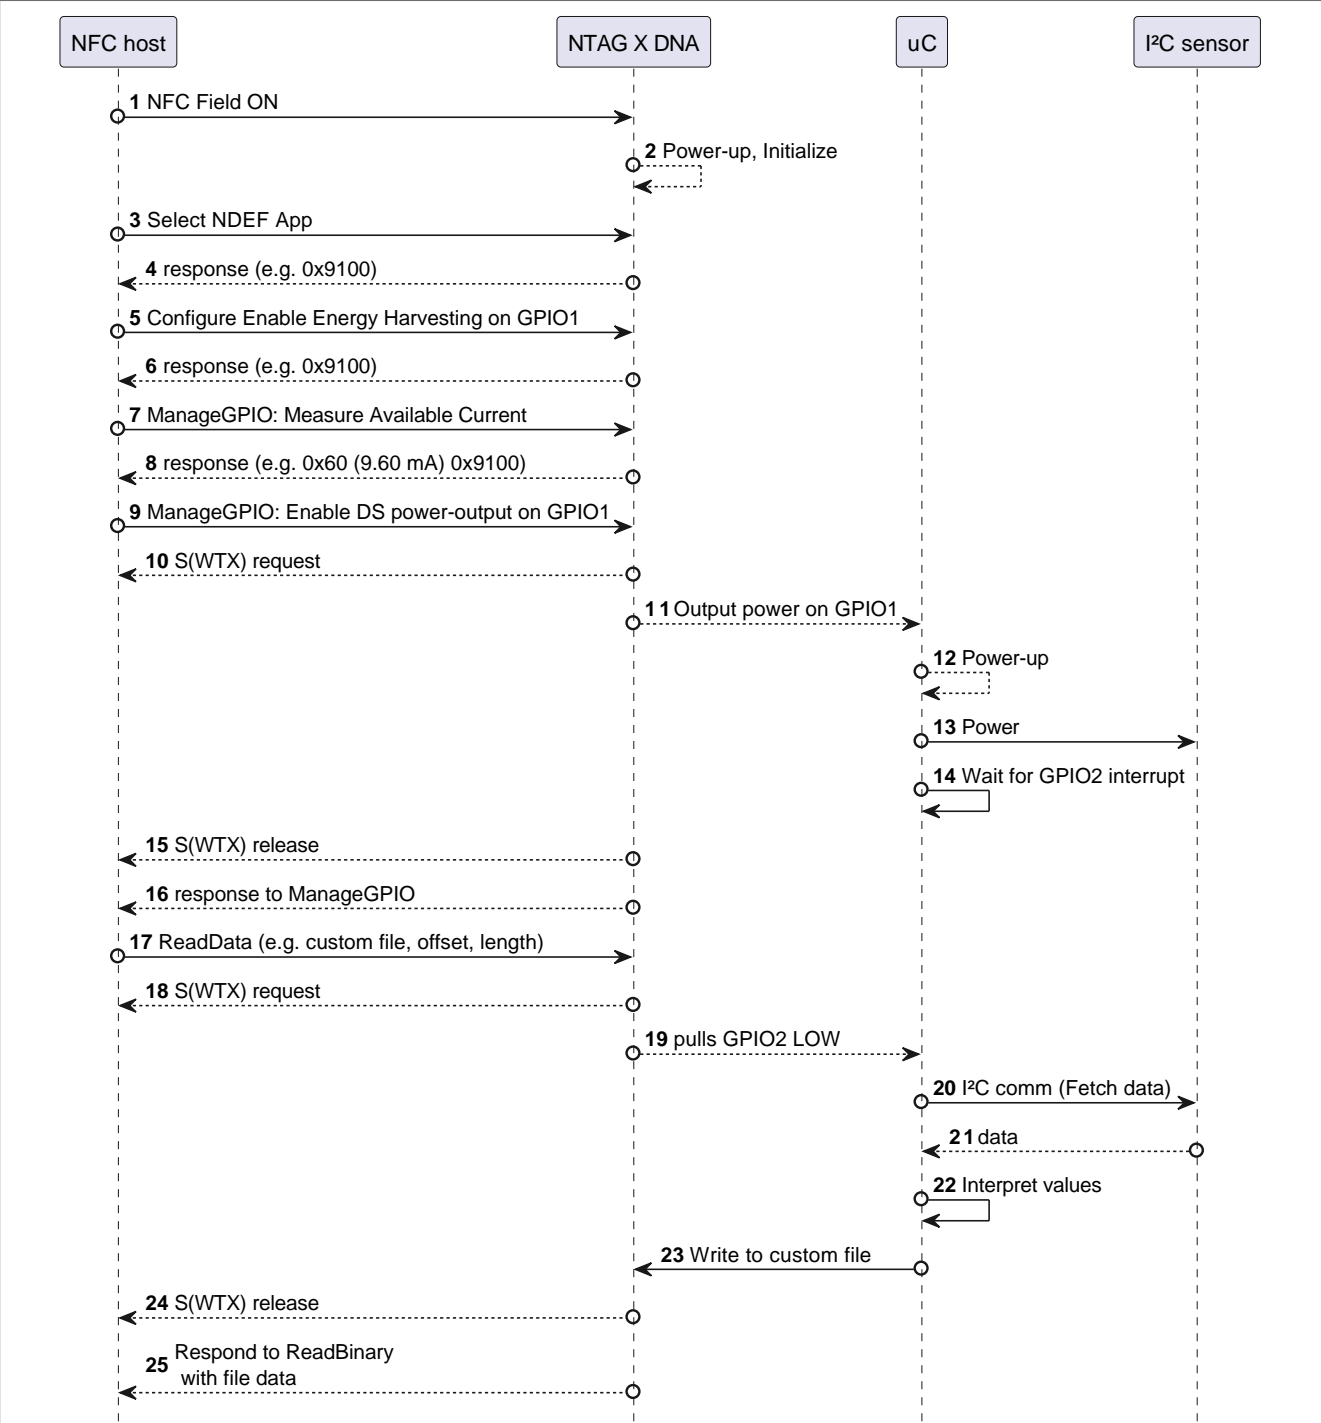 NFC host
NTAG X DNA
uC
I²C sensor
1 NFC Field ON
2 Power-up, Initialize
3 Select NDEF App
4 response (e.g. 0x9100)
5 Configure Enable Energy Harvesting on GPIO1
6 response (e.g. 0x9100)
7 ManageGPIO: Measure Available Current
8 response (e.g. 0x60 (9.60 mA) 0x9100)
9 ManageGPIO: Enable DS power-output on GPIO1
10 S(WTX) request
11 Output power on GPIO1
12 Power-up
13 Power
14 Wait for GPIO2 interrupt
15 S(WTX) release
16 response to ManageGPIO
17 ReadData (e.g. custom file, offset, length)
18 S(WTX) request
19 pulls GPIO2 LOW
20 I²C comm (Fetch data)
21 data
22 Interpret values
23 Write to custom file
24 S(WTX) release
25 Respond to ReadBinary
with file data